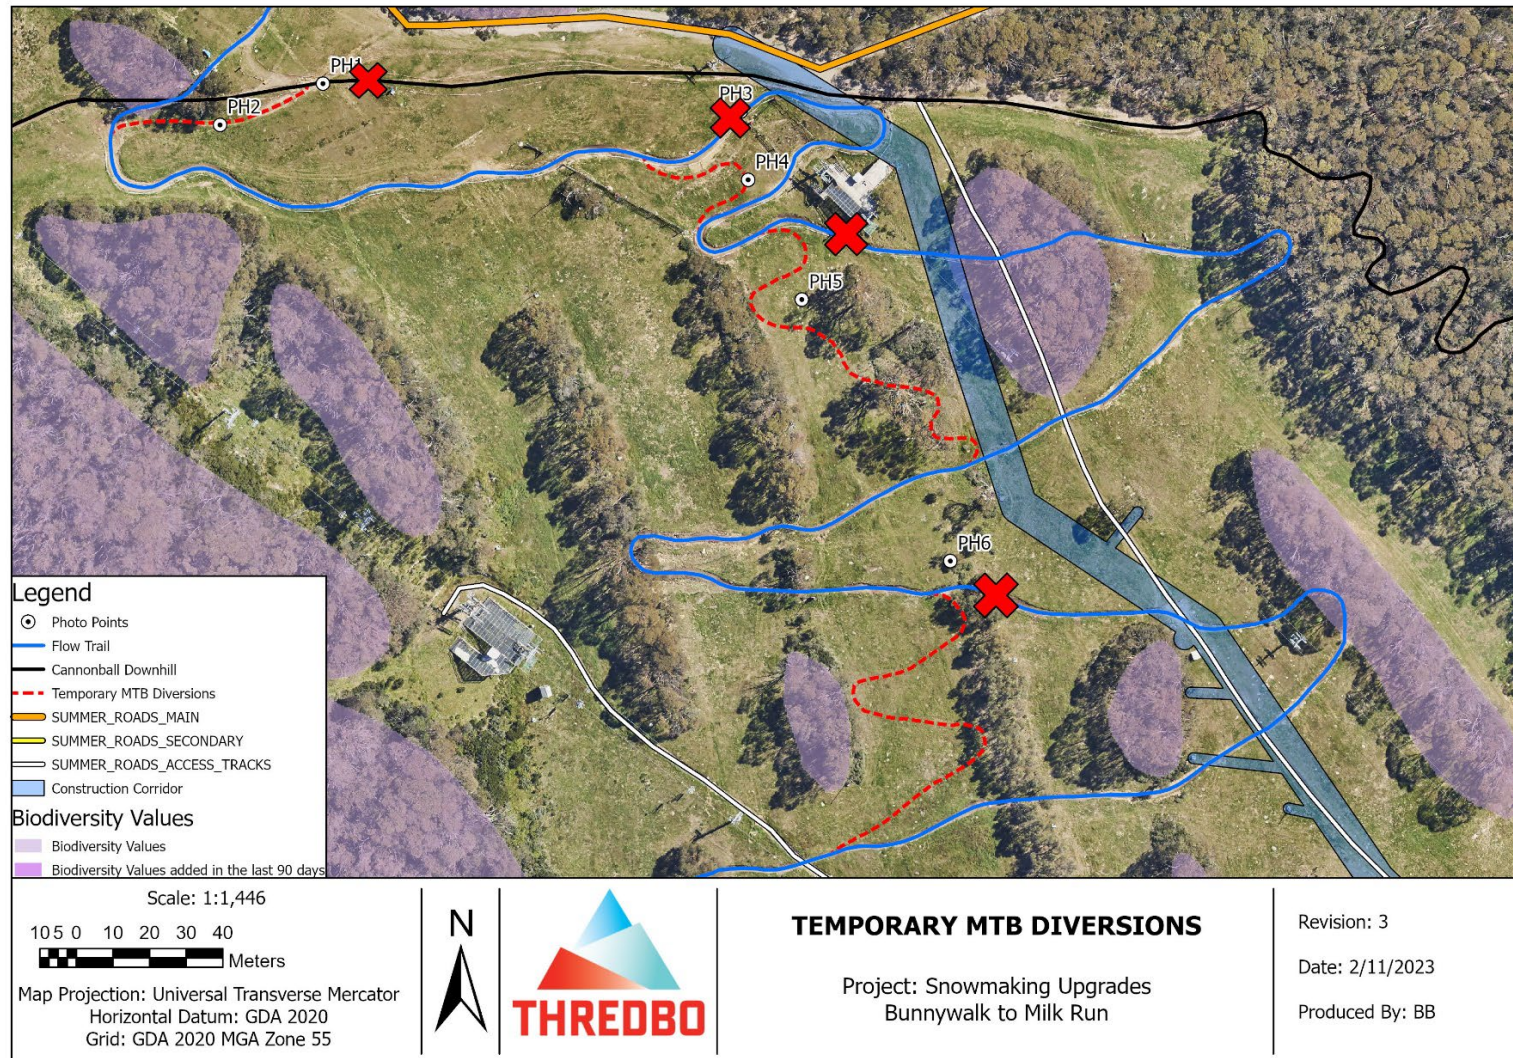 PH1
PH2
PH3
PH4
PH5
PH6
Legend
Photo Points
Flow Trail
Cannonball Downhill
Temporary MTB Diversions
SUMMER_ROADS_MAIN
SUMMER_ROADS_SECONDARY
SUMMER_ROADS_ACCESS_TRACKS
Construction Corridor
Biodiversity Values
Biodiversity Values
Biodiversity Values added in the last 90 days
Scale: 1:1,446
10 5 0 10 20 30 40
Meters
Map Projection: Universal Transverse Mercator
Horizontal Datum: GDA 2020
Grid: GDA 2020 MGA Zone 55
N
THREDBO
TEMPORARY MTB DIVERSIONS
Project: Snowmaking Upgrades
Bunnywalk to Milk Run
Revision: 3
Date: 2/11/2023
Produced By: BB